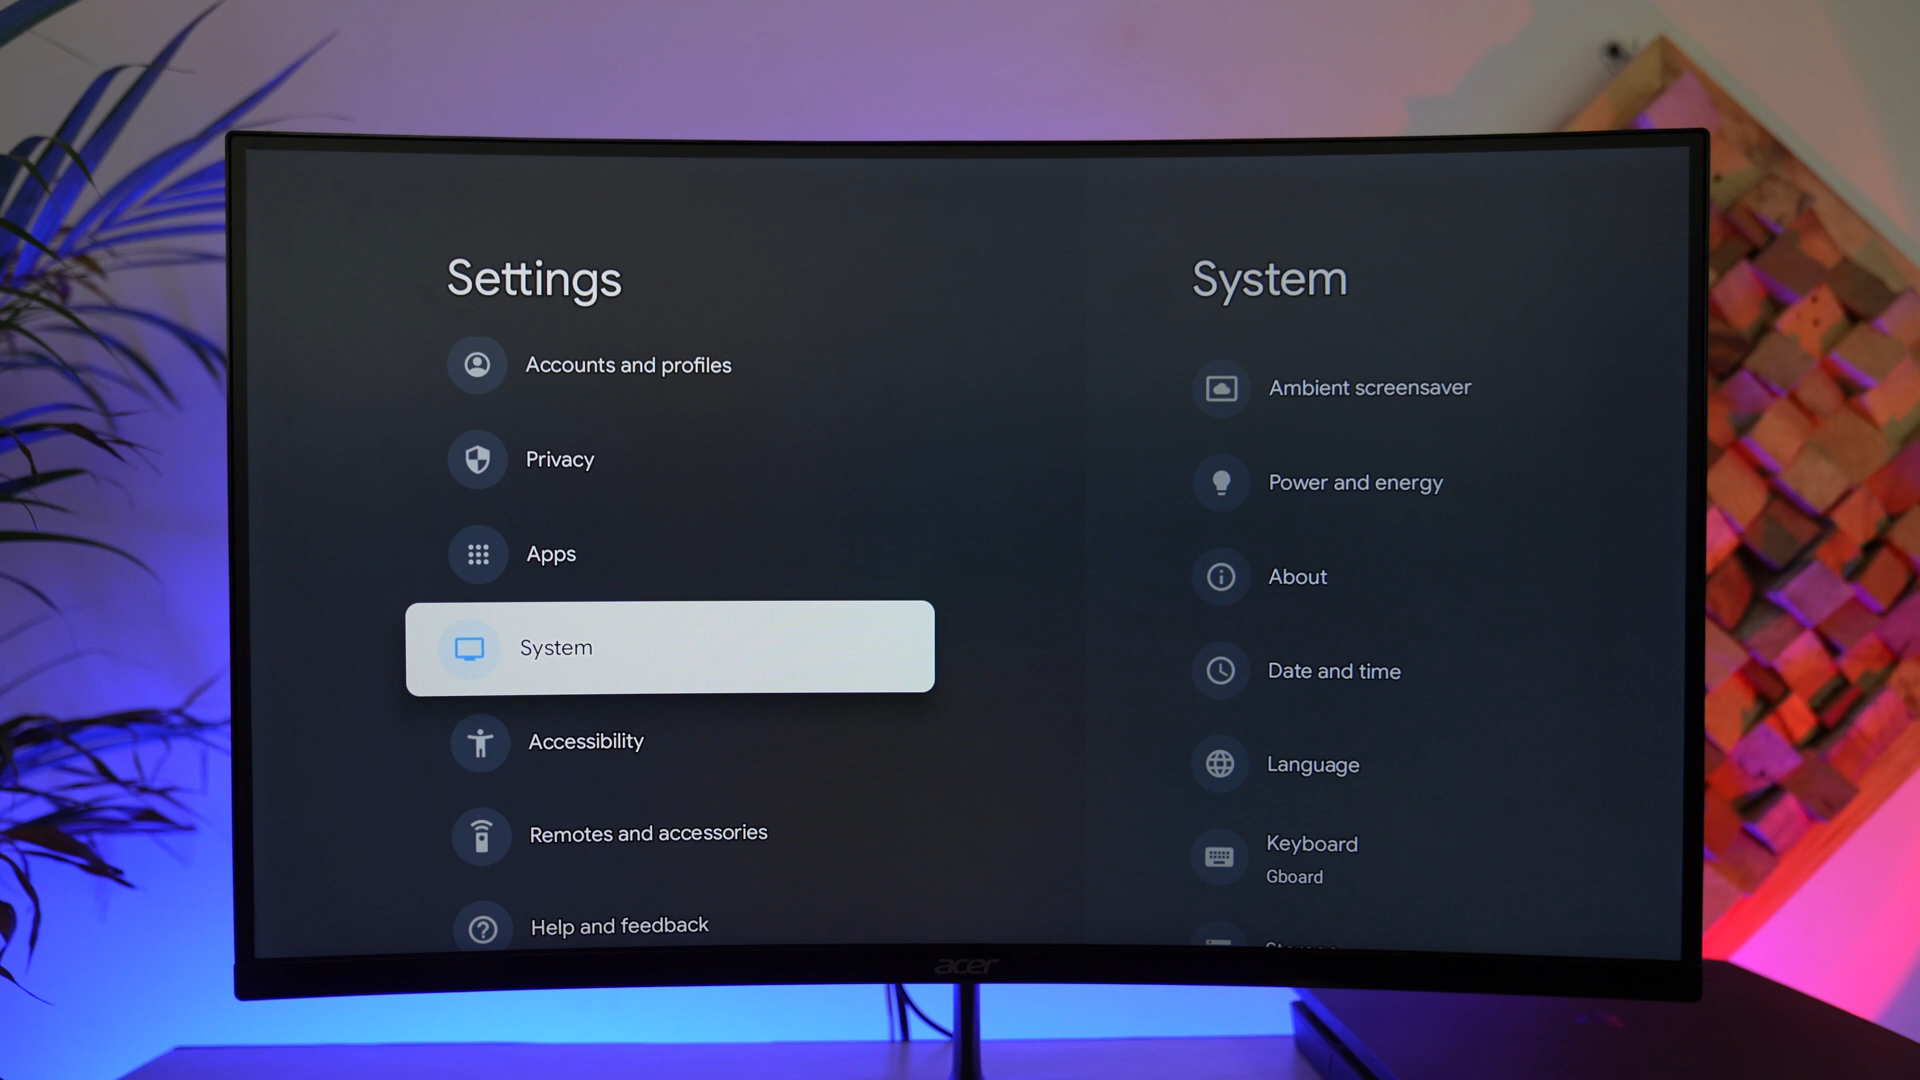 Settings
Accounts and profiles
Privacy
Apps
System
Accessibility
Remotes and accessories
Help and feedback
System
Ambient screensaver
Power and energy
About
Date and time
Language
Keyboard
Gboard
acer